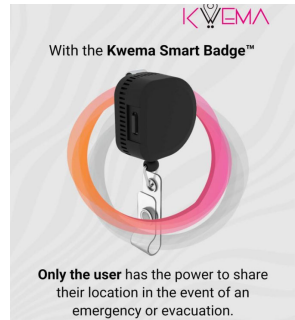 KWEMA
With the Kwema Smart Badge™
Only the user has the power to share
their location in the event of an
emergency or evacuation.